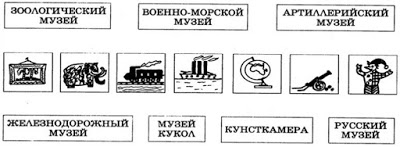 ЗООЛОГИЧЕСКИЙ
МУЗЕЙ
ВОЕННО-МОРСКОЙ
МУЗЕЙ
АРТИЛЛЕРИЙСКИЙ
МУЗЕЙ
ЖЕЛЕЗНОДОРОЖНЫЙ
МУЗЕЙ
МУЗЕЙ
КУКОЛ
КУНСТКАМЕРА
РУССКИЙ
МУЗЕЙ